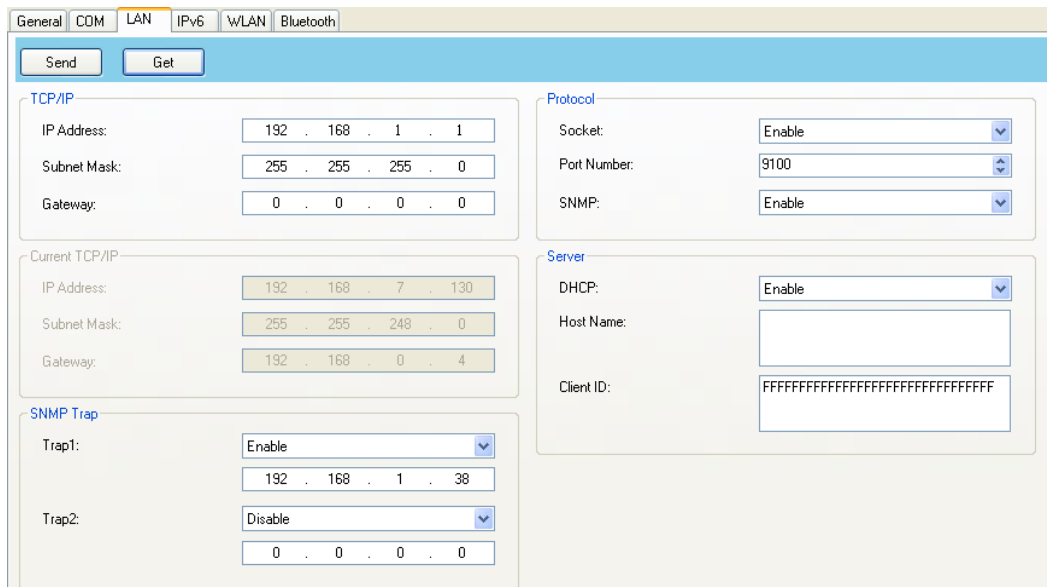 General COM LAN IPv6 WLAN Bluetooth
Send Get
TCP/IP
IP Address: 192 . 168 . 1 . 1
Subnet Mask: 255 . 255 . 255 . 0
Gateway: 0 . 0 . 0 . 0
Current TCP/IP
IP Address: 192 . 168 . 7 . 130
Subnet Mask: 255 . 255 . 248 . 0
Gateway: 192 . 168 . 0 . 4
SNMP Trap
Trap1: Enable
192 . 168 . 1 . 38
Trap2: Disable
0 . 0 . 0 . 0
Protocol
Socket: Enable
Port Number: 9100
SNMP: Enable
Server
DHCP: Enable
Host Name:
Client ID: FFFFFFFFFFFFFFFFFFFFFFFFFFFFFFFF